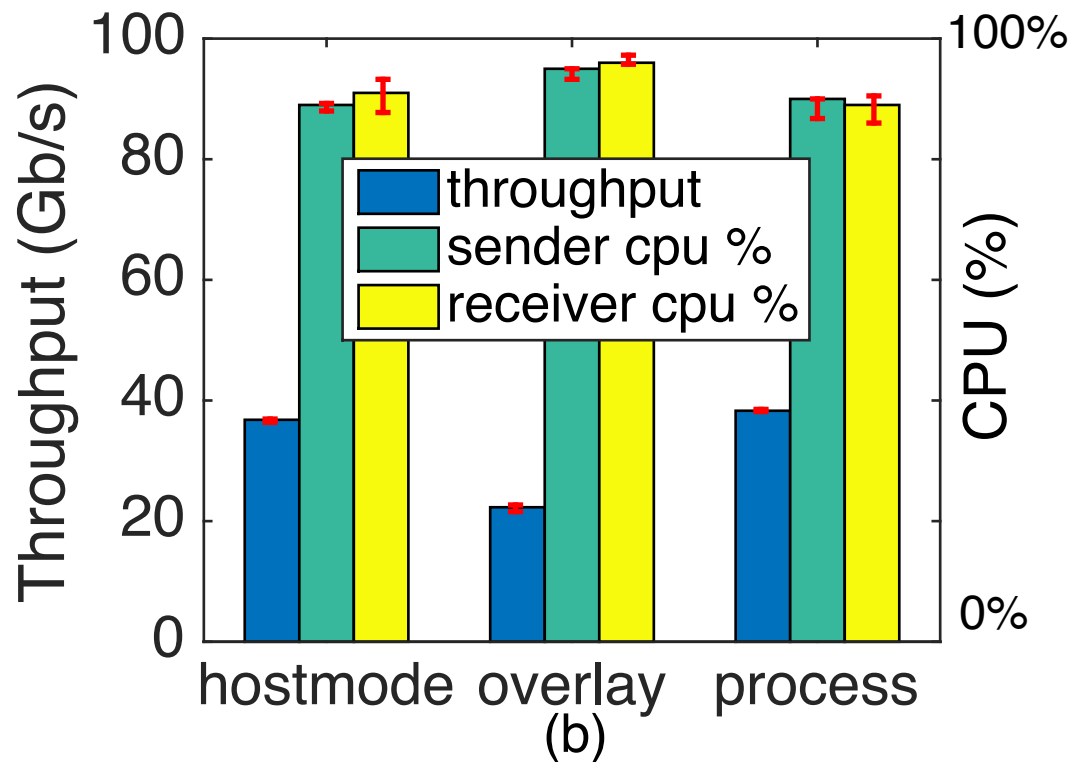 Throughput (Gb/s)
100
80
60
40
20
0
throughput
sender cpu %
receiver cpu %
100%
0%
CPU (%)
hostmode overlay process
(b)